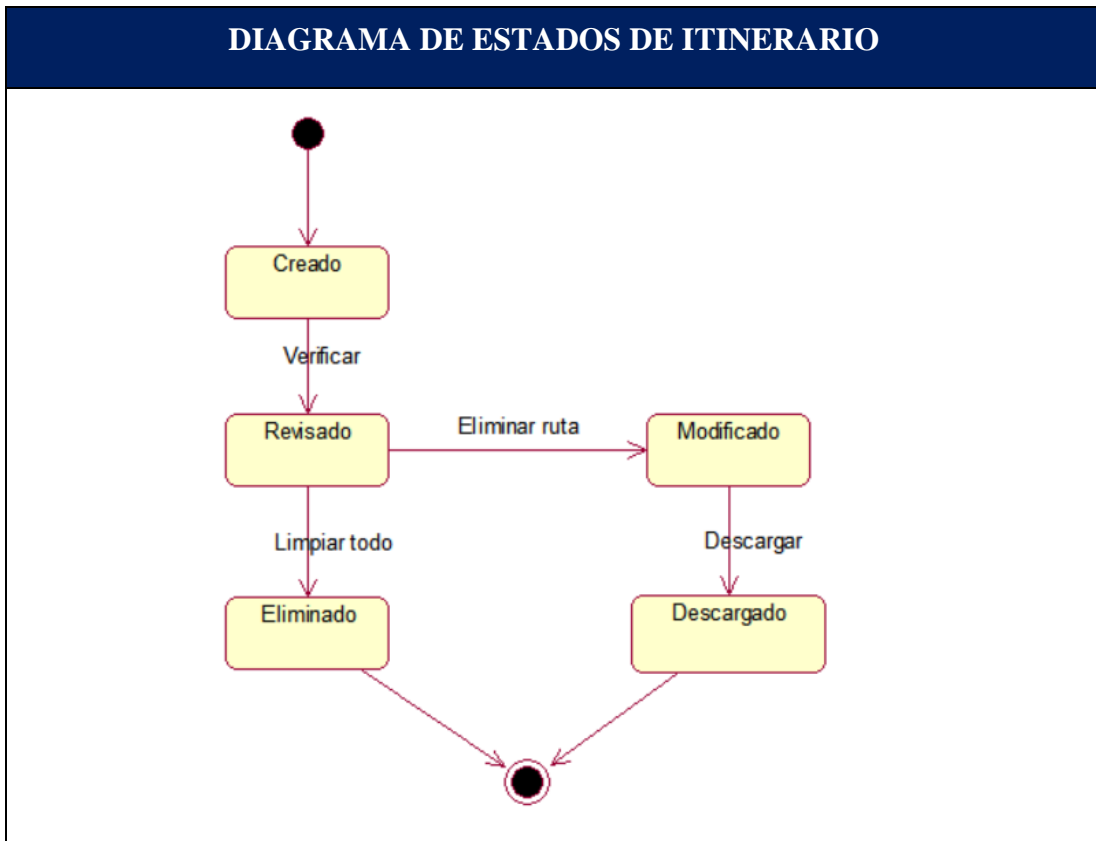 DIAGRAMA DE ESTADOS DE ITINERARIO
Creado
Verificar
Revisado
Eliminar ruta
Modificado
Limpiar todo
Descargar
Eliminado
Descargado